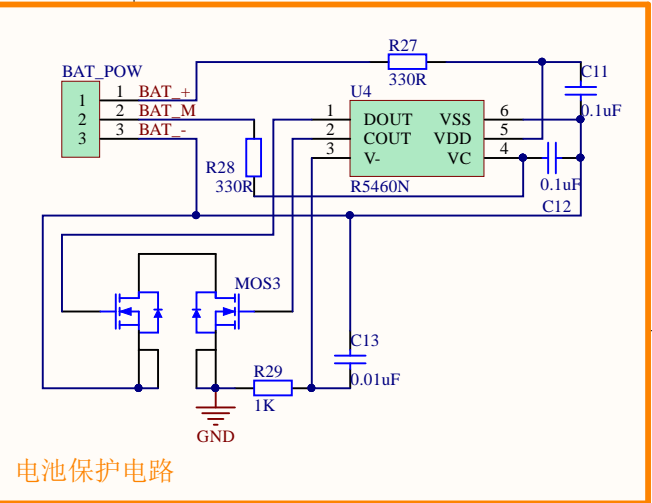 R27
330R
C11
0.1uF
BAT_POW
1
2
3
1 BAT_+
2 BAT_M
3 BAT_-
U4
1 DOUT VSS 6
2 COUT VDD 5
3 V- VC 4
R5460N
R28
330R
0.1uF
C12
MOS3
C13
0.01uF
R29
1K
GND
电池保护电路